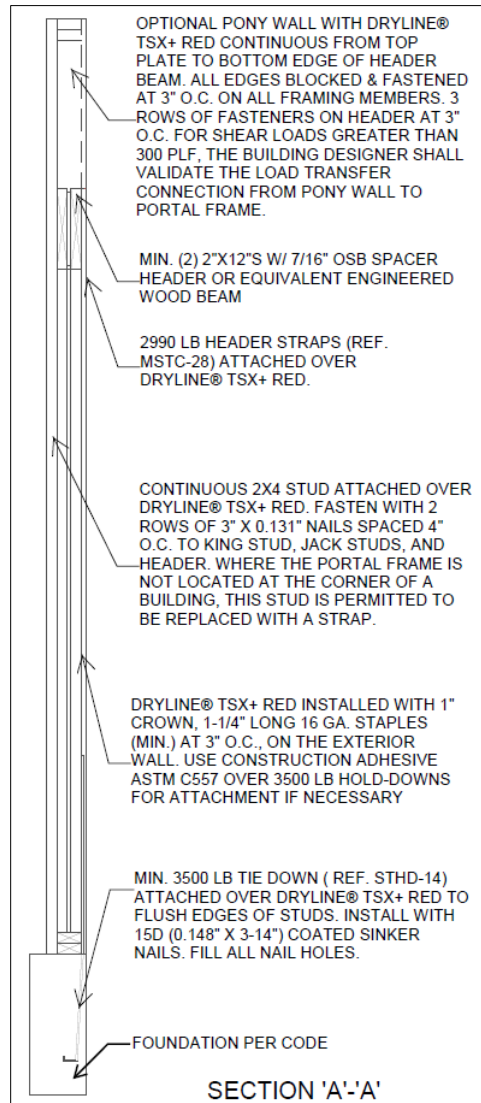 OPTIONAL PONY WALL WITH DRYLINE®
TSX+ RED CONTINUOUS FROM TOP
PLATE TO BOTTOM EDGE OF HEADER
BEAM. ALL EDGES BLOCKED & FASTENED
AT 3" O.C. ON ALL FRAMING MEMBERS. 3
ROWS OF FASTENERS ON HEADER AT 3"
O.C. FOR SHEAR LOADS GREATER THAN
300 PLF, THE BUILDING DESIGNER SHALL
VALIDATE THE LOAD TRANSFER
CONNECTION FROM PONY WALL TO
PORTAL FRAME.
MIN. (2) 2"X12"S W/ 7/16" OSB SPACER
HEADER OR EQUIVALENT ENGINEERED
WOOD BEAM
2990 LB HEADER STRAPS (REF.
MSTC-28) ATTACHED OVER
DRYLINE® TSX+ RED.
CONTINUOUS 2X4 STUD ATTACHED OVER
DRYLINE® TSX+ RED. FASTEN WITH 2
ROWS OF 3" X 0.131" NAILS SPACED 4"
O.C. TO KING STUD, JACK STUDS, AND
HEADER. WHERE THE PORTAL FRAME IS
NOT LOCATED AT THE CORNER OF A
BUILDING, THIS STUD IS PERMITTED TO
BE REPLACED WITH A STRAP.
DRYLINE® TSX+ RED INSTALLED WITH 1"
CROWN, 1-1/4" LONG 16 GA. STAPLES
(MIN.) AT 3" O.C., ON THE EXTERIOR
WALL. USE CONSTRUCTION ADHESIVE
ASTM C557 OVER 3500 LB HOLD-DOWNS
FOR ATTACHMENT IF NECESSARY
MIN. 3500 LB TIE DOWN ( REF. STHD-14)
ATTACHED OVER DRYLINE® TSX+ RED TO
FLUSH EDGES OF STUDS. INSTALL WITH
15D (0.148" X 3-14") COATED SINKER
NAILS. FILL ALL NAIL HOLES.
FOUNDATION PER CODE
SECTION 'A'-'A'